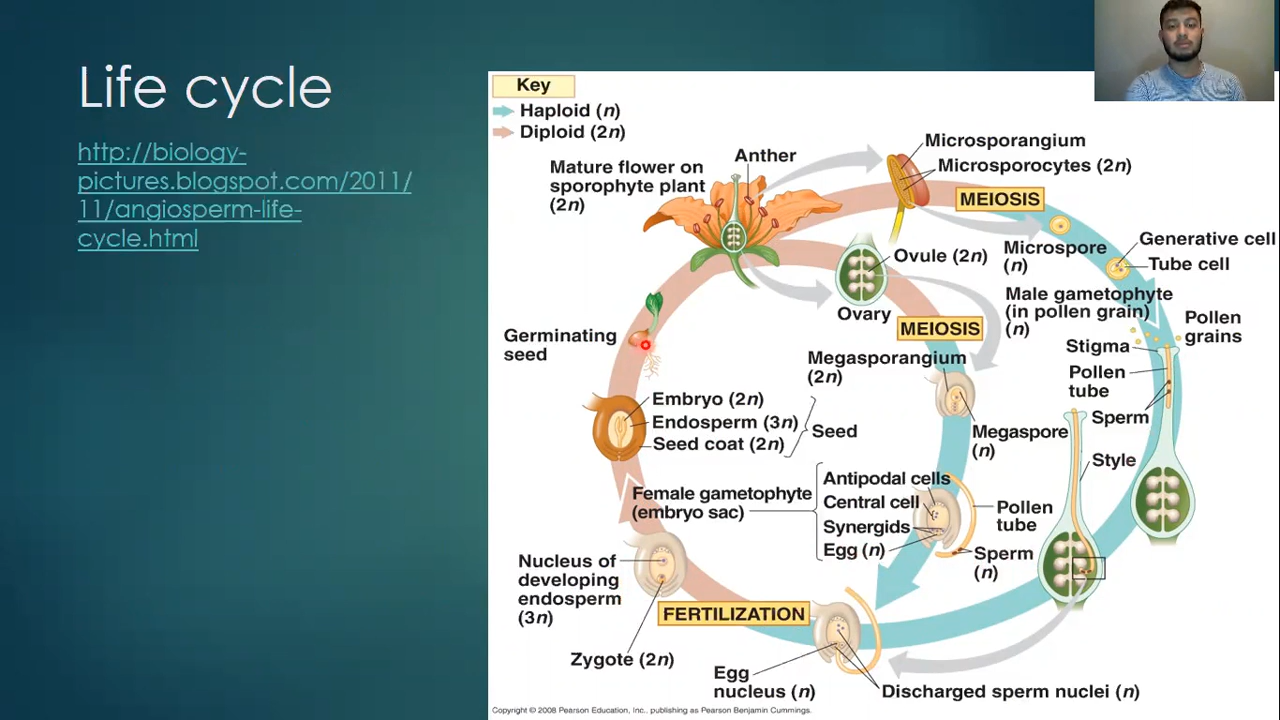 Life cycle
http://biology-
pictures.blogspot.com/2011/
11/angiosperm-life-
cycle.html
Key
Haploid (n)
Diploid (2n)
Mature flower on
sporophyte plant
(2n)
Anther
Microsporangium
Microsporocytes (2n)
MEIOSIS
Microspore
(n)
Generative cell
Tube cell
Ovule (2n)
Ovary
Male gametophyte
(in pollen grain)
(n)
Pollen
grains
Stigma
Pollen
tube
Sperm
Style
MEIOSIS
Megasporangium
(2n)
Megaspore
(n)
Germinating
seed
Embryo (2n)
Endosperm (3n)
Seed coat (2n)
Seed
Female gametophyte
(embryo sac)
Antipodal cells
Central cell
Synergids
Egg (n)
Pollen
tube
Sperm
(n)
Nucleus of
developing
endosperm
(3n)
FERTILIZATION
Zygote (2n)
Egg
nucleus (n)
Discharged sperm nuclei (n)
Copyright © 2008 Pearson Education, Inc., publishing as Pearson Benjamin Cummings.